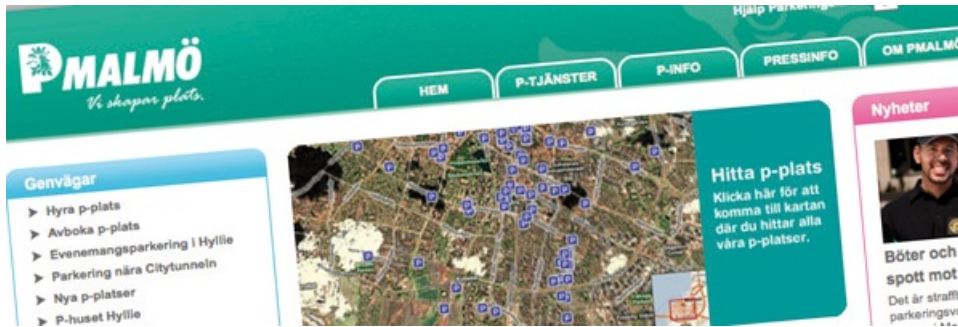 Hjälp
PMALMÖ
Vi skapar plats.
HEM
P-TJÄNSTER
P-INFO
PRESSINFO
OM PMALMÖ
Genvägar
Hyra p-plats
Avboka p-plats
Evenemangsparkering i Hyllie
Parkering nära Citytunneln
Nya p-platser
P-huset Hyllie
Hitta p-plats
Klicka här för att
komma till kartan
där du hittar alla
våra p-platser.
Nyheter
Böter och
spott mot
Det är